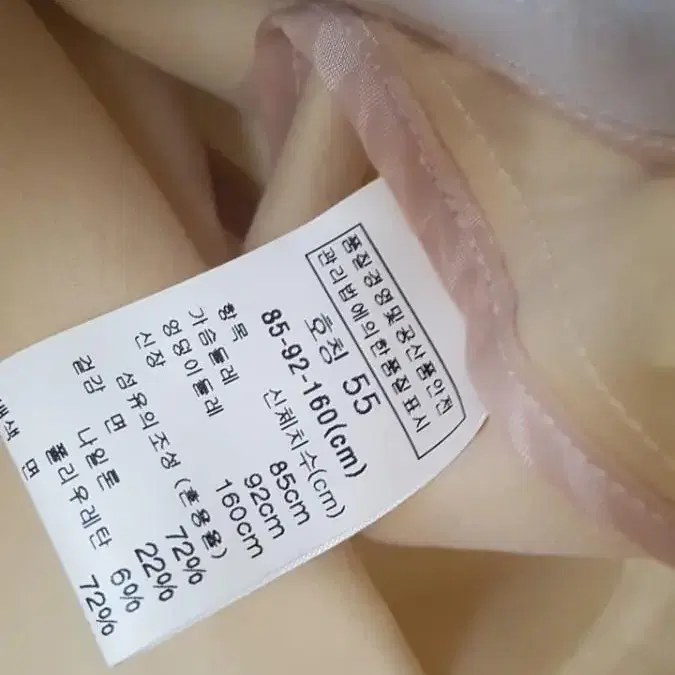 품질경영및공산품안전
관리법에의한품질표시
호칭 55
85-92-160(cm)
항목 신체치수(cm)
가슴둘레 85cm
엉덩이둘레 92cm
신장 160cm
섬유의조성 (혼용율)
겉감 면 72%
나일론 22%
폴리우레탄 6%
면 72%